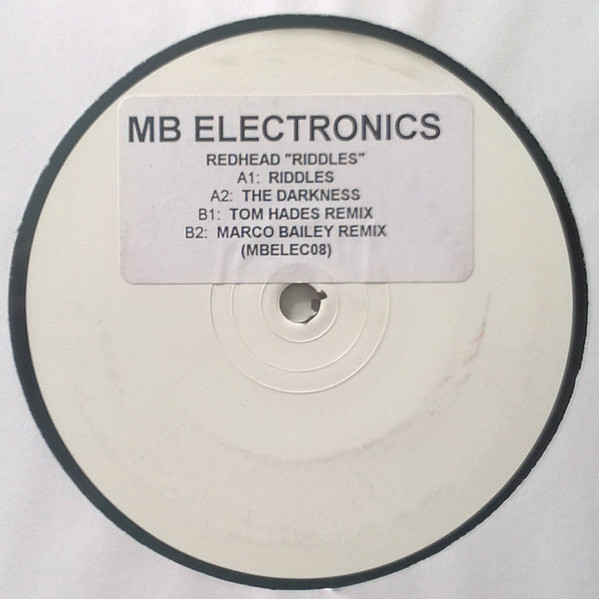 MB ELECTRONICS
REDHEAD "RIDDLES"
A1: RIDDLES
A2: THE DARKNESS
B1: TOM HADES REMIX
B2: MARCO BAILEY REMIX
(MBELEC08)